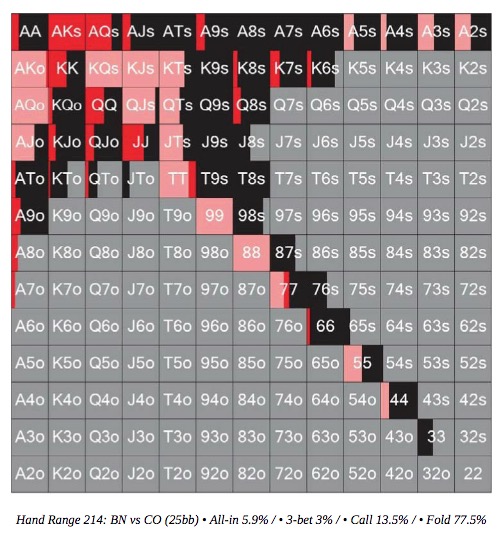 AA AKs AQs AJs ATs A9s A8s A7s A6s A5s A4s A3s A2s
AKo KK KQs KJs KTs K9s K8s K7s K6s K5s K4s K3s K2s
AQo KQo QQ QJs QTs Q9s Q8s Q7s Q6s Q5s Q4s Q3s Q2s
AJo KJo QJo JJ JTs J9s J8s J7s J6s J5s J4s J3s J2s
ATo KTo QTo JTo TT T9s T8s T7s T6s T5s T4s T3s T2s
A9o K9o Q9o J9o T9o 99 98s 97s 96s 95s 94s 93s 92s
A8o K8o Q8o J8o T8o 98o 88 87s 86s 85s 84s 83s 82s
A7o K7o Q7o J7o T7o 97o 87o 77 76s 75s 74s 73s 72s
A6o K6o Q6o J6o T6o 96o 86o 76o 66 65s 64s 63s 62s
A5o K5o Q5o J5o T5o 95o 85o 75o 65o 55 54s 53s 52s
A4o K4o Q4o J4o T4o 94o 84o 74o 64o 54o 44 43s 42s
A3o K3o Q3o J3o T3o 93o 83o 73o 63o 53o 43o 33 32s
A2o K2o Q2o J2o T2o 92o 82o 72o 62o 52o 42o 32o 22
Hand Range 214: BN vs CO (25bb) • All-in 5.9% / • 3-bet 3% / • Call 13.5% / • Fold 77.5%